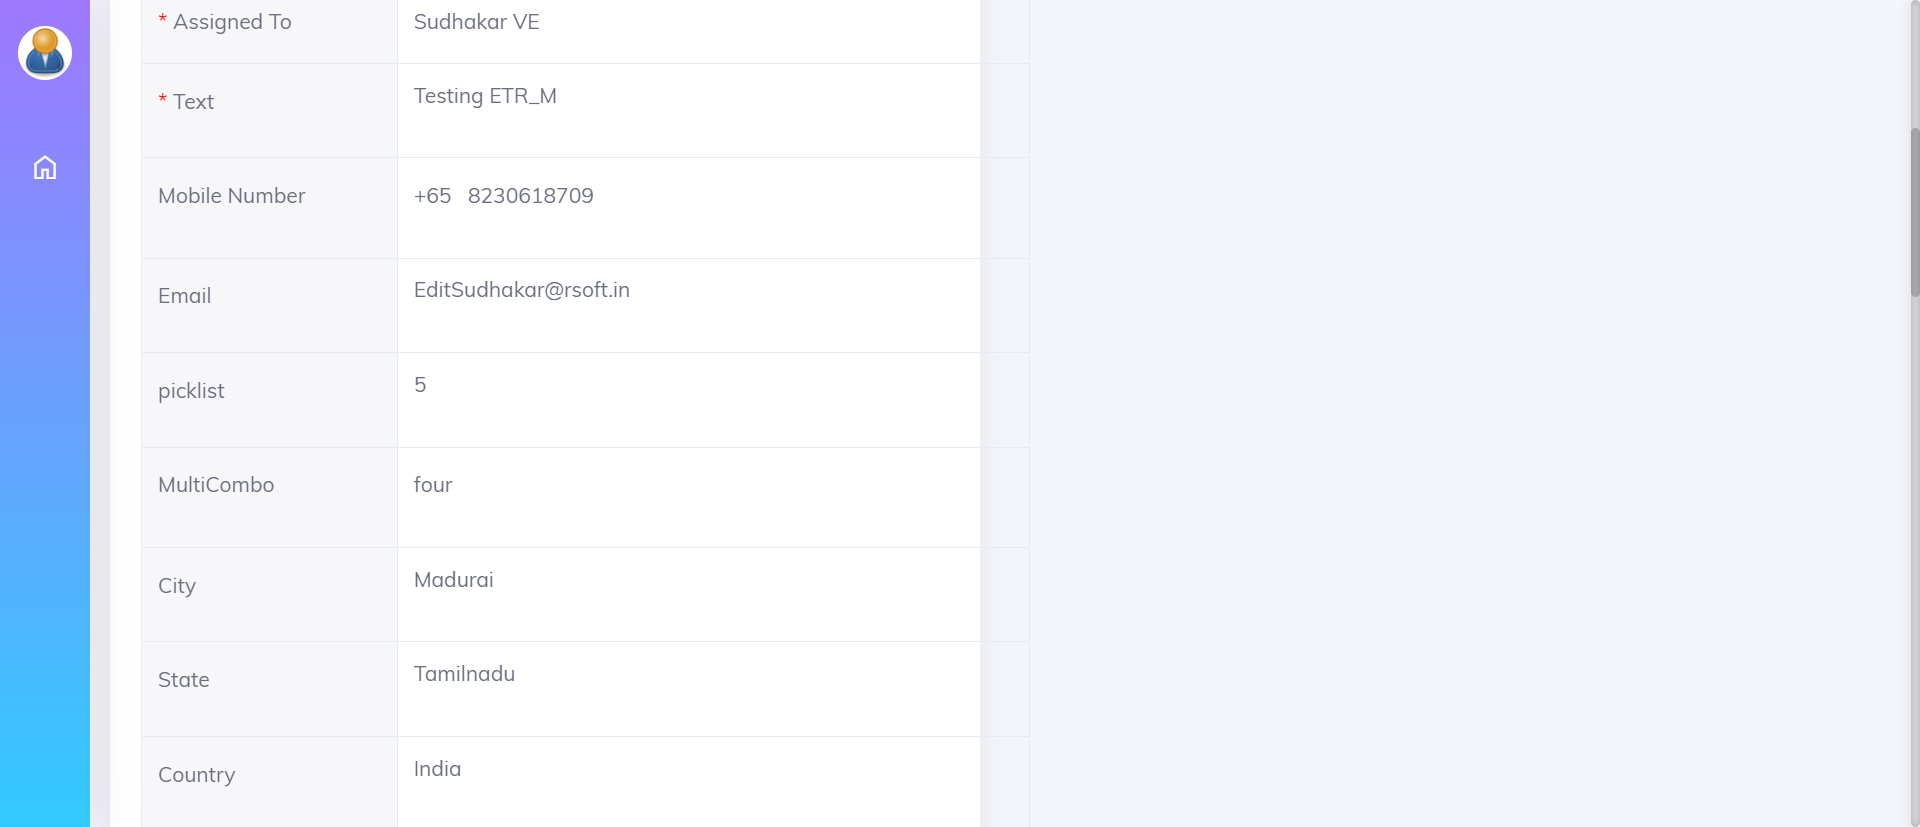 * Assigned To Sudhakar VE
* Text Testing ETR_M
Mobile Number +65 8230618709
Email EditSudhakar@rsoft.in
picklist 5
MultiCombo four
City Madurai
State Tamilnadu
Country India